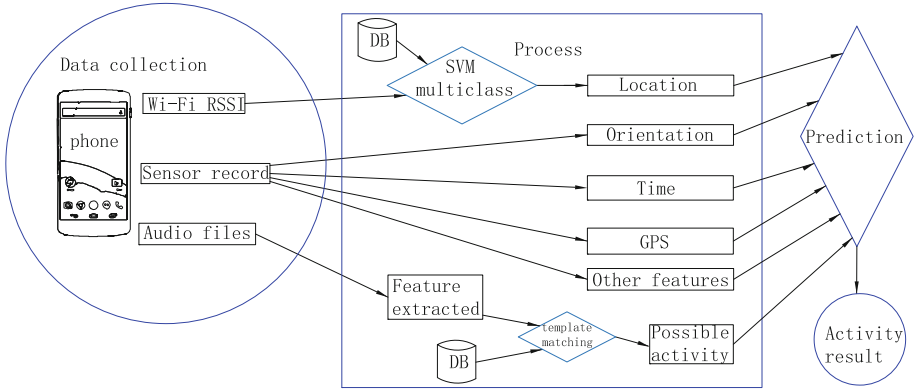 Data collection
phone
Wi-Fi RSSI
Sensor record
Audio files
DB
SVM
multiclass
Process
Location
Orientation
Time
GPS
Other features
Feature
extracted
template
matching
DB
Possible
activity
Prediction
Activity
result